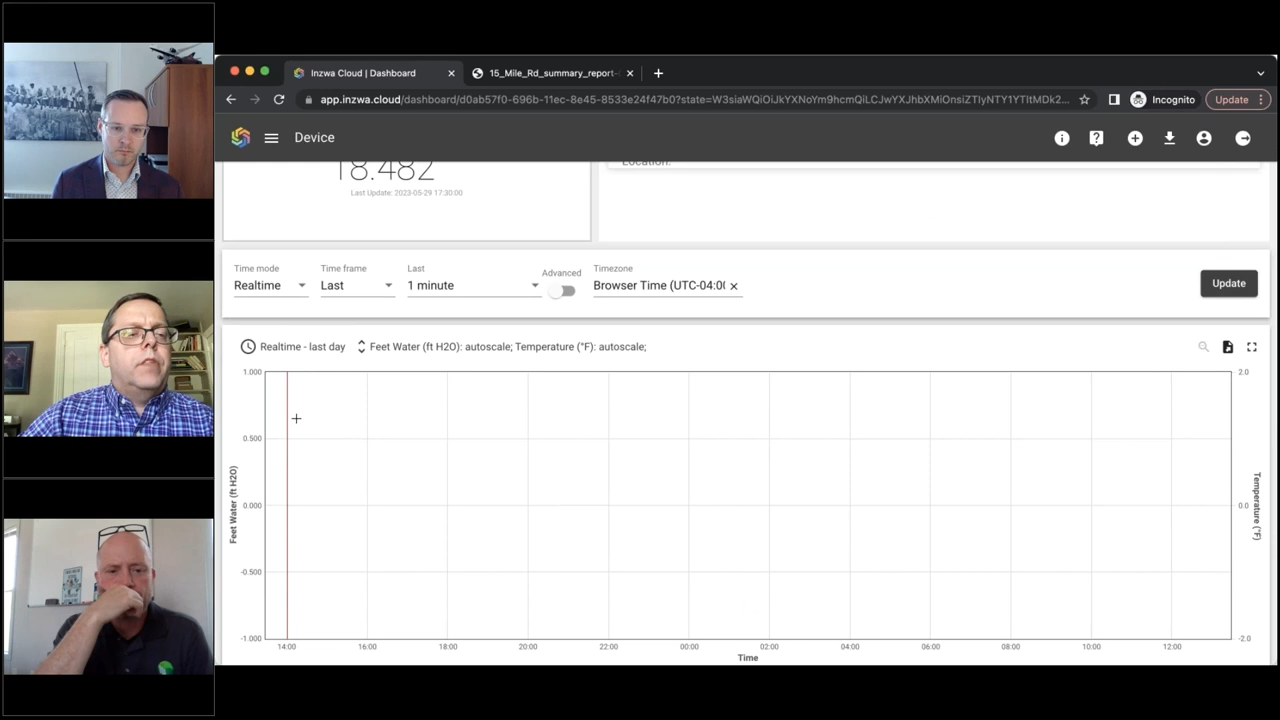 Inzwa Cloud | Dashboard
15_Mile_Rd_summary_report-
app.inzwa.cloud/dashboard/d0ab57f0-696b-11ec-8e45-8533e24f47b0?state=W3siaWQiOiJkYXNoYm9hcmQiLCJwYXJhbXMiOnsiZTIyNTY1YTItMDk2...
Incognito
Update
Device
18.482
Last Update: 2023-05-29 17:30:00
Location:
Time mode
Realtime
Time frame
Last
Last
1 minute
Advanced
Timezone
Browser Time (UTC-04:0
Update
Realtime - last day
Feet Water (ft H2O): autoscale; Temperature (°F): autoscale;
1.000
0.500
0.000
-0.500
-1.000
Feet Water (ft H2O)
2.0
0.0
-2.0
Temperature (°F)
14:00 16:00 18:00 20:00 22:00 00:00 02:00 04:00 06:00 08:00 10:00 12:00
Time